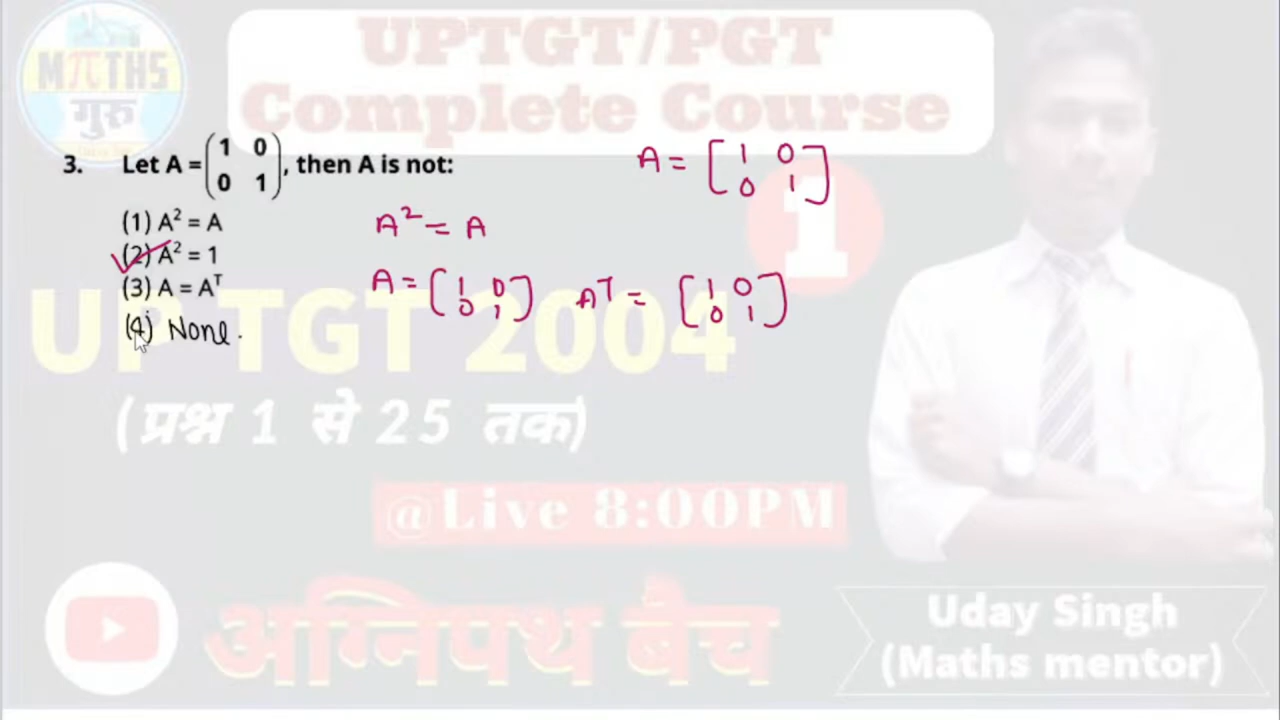 MπTHS
गुरु
UPTGT/PGT
Complete Course
3. Let A = (1 0
0 1), then A is not:
A = [1 0
0 1]
(1) A² = A
A² = A
(2) A² = 1
(3) A = Aᵀ
A = [1 0
0 1] Aᵀ = [1 0
0 1]
(4) None.
1
UP TGT 2004
(प्रश्न 1 से 25 तक)
@Live 8:00PM
अग्निपथ बैच
Uday Singh
(Maths mentor)